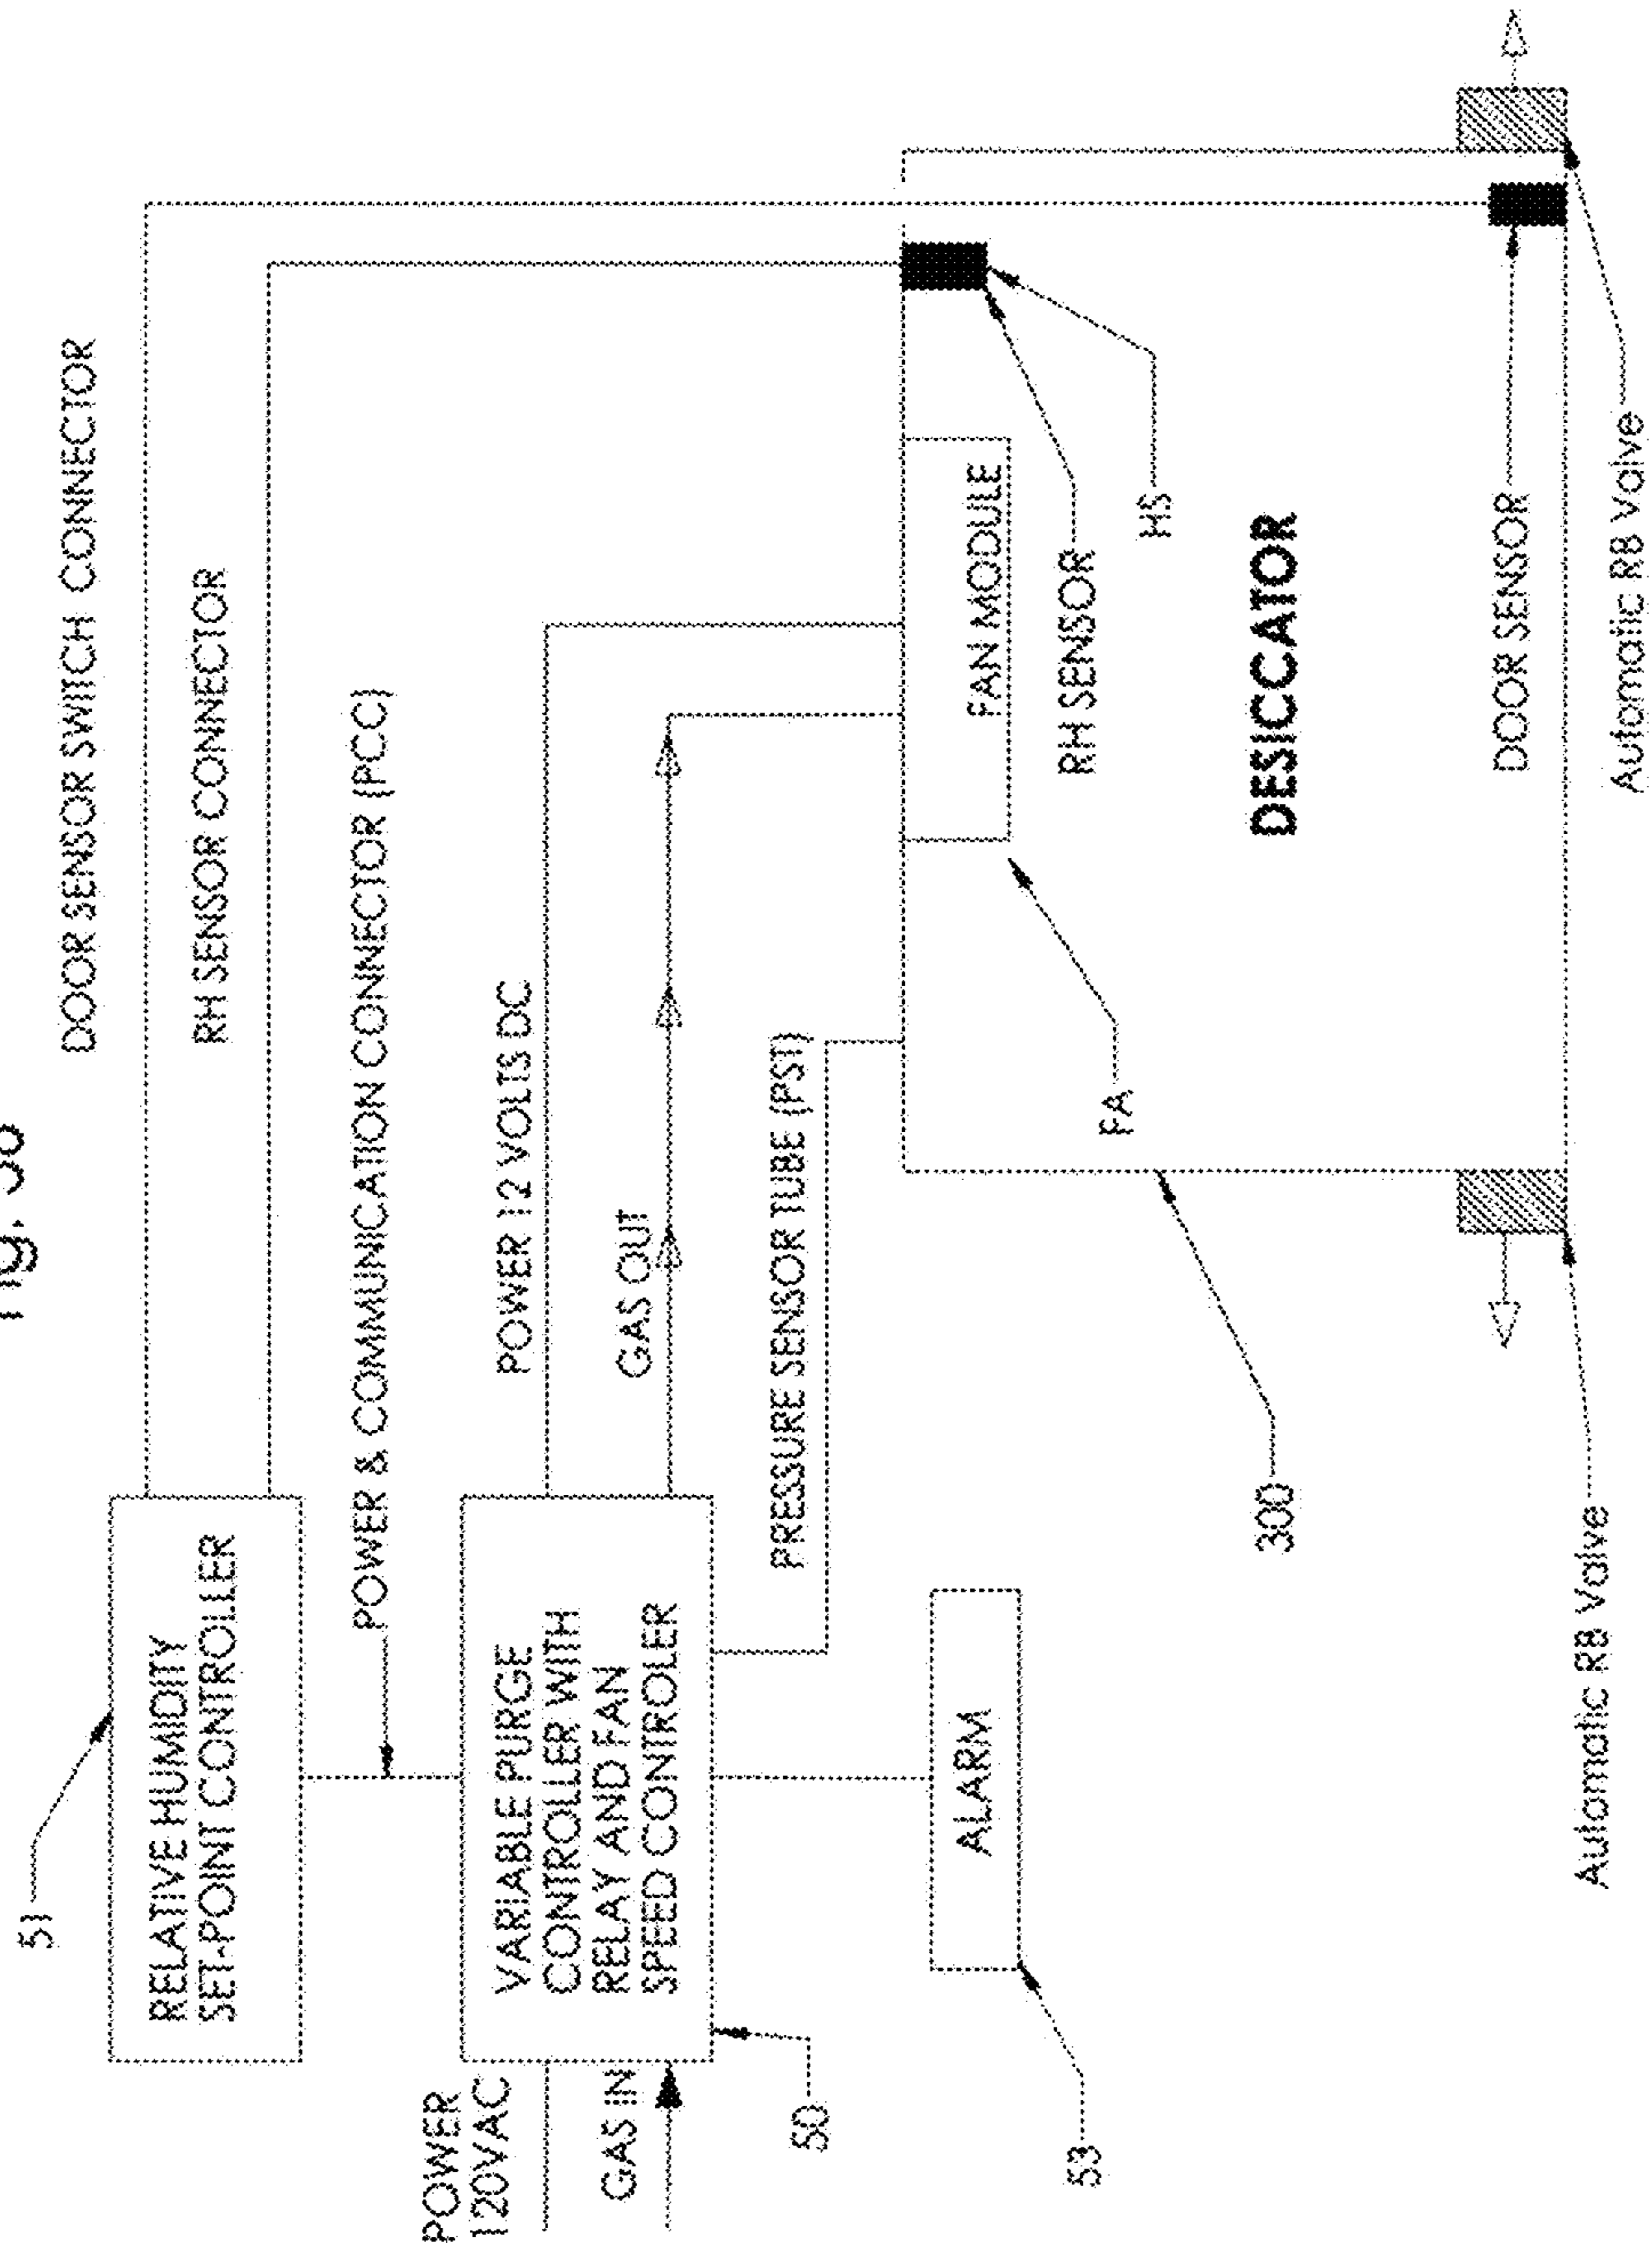 DOOR SENSOR SWITCH CONNECTOR
51
RH SENSOR CONNECTOR
RELATIVE HUMIDITY
SET-POINT CONTROLLER
POWER & COMMUNICATION CONNECTOR (PCC)
POWER
120VAC
POWER 12 VOLTS DC
VARIABLE PURGE
CONTROLLER WITH
RELAY AND FAN
SPEED CONTROLER
GAS IN
GAS OUT
50
PRESSURE SENSOR TUBE (PST)
FAN MODULE
ALARM
53
RH SENSOR
FA
HS
DESICCATOR
300
DOOR SENSOR
Automatic RB Valve
Automatic RB Valve